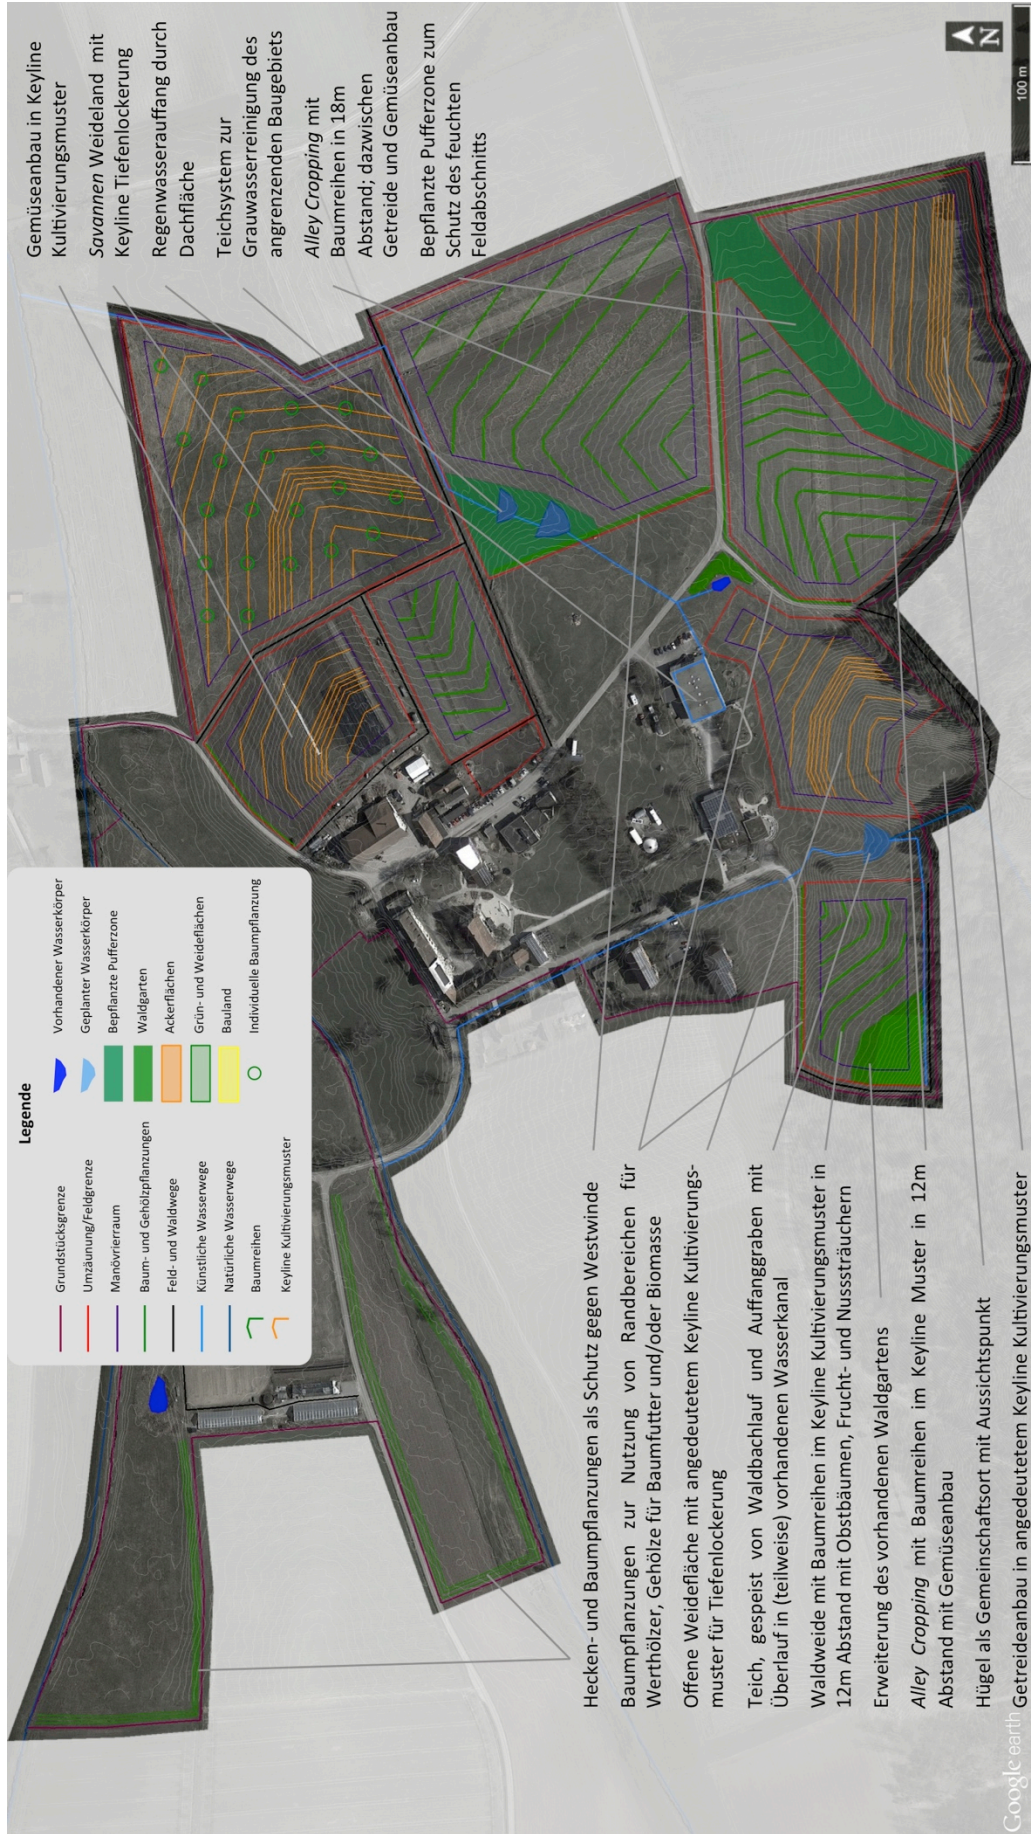 Gemüseanbau in Keyline
Kultivierungsmuster
Savannen Weideland mit
Keyline Tiefenlockerung
Regenwasserauffang durch
Dachfläche
Teichsystem zur
Grauwasserreinigung des
angrenzenden Baugebiets
Alley Cropping mit
Baumreihen in 18m
Abstand; dazwischen
Getreide und Gemüseanbau
Bepflanzte Pufferzone zum
Schutz des feuchten
Feldabschnitts
N
100 m
Legende
Grundstücksgrenze
Umzäunung/Feldgrenze
Manövrierraum
Baum- und Gehölzpflanzungen
Feld- und Waldwege
Künstliche Wasserwege
Natürliche Wasserwege
Baumreihen
Keyline Kultivierungsmuster
Vorhandener Wasserkörper
Geplanter Wasserkörper
Bepflanzte Pufferzone
Waldgarten
Ackerflächen
Grün- und Weideflächen
Bauland
Individuelle Baumpflanzung
Hecken- und Baumpflanzungen als Schutz gegen Westwinde
Baumpflanzungen zur Nutzung von Randbereichen für
Werthölzer, Gehölze für Baumfutter und/oder Biomasse
Offene Weidefläche mit angedeutetem Keyline Kultivierungs-
muster für Tiefenlockerung
Teich, gespeist von Waldbachlauf und Auffanggraben mit
Überlauf in (teilweise) vorhandenen Wasserkanal
Waldweide mit Baumreihen im Keyline Kultivierungsmuster in
12m Abstand mit Obstbäumen, Frucht- und Nusssträuchern
Erweiterung des vorhandenen Waldgartens
Alley Cropping mit Baumreihen im Keyline Muster in 12m
Abstand mit Gemüseanbau
Hügel als Gemeinschaftsort mit Aussichtspunkt
Getreideanbau in angedeutetem Keyline Kultivierungsmuster
Google earth